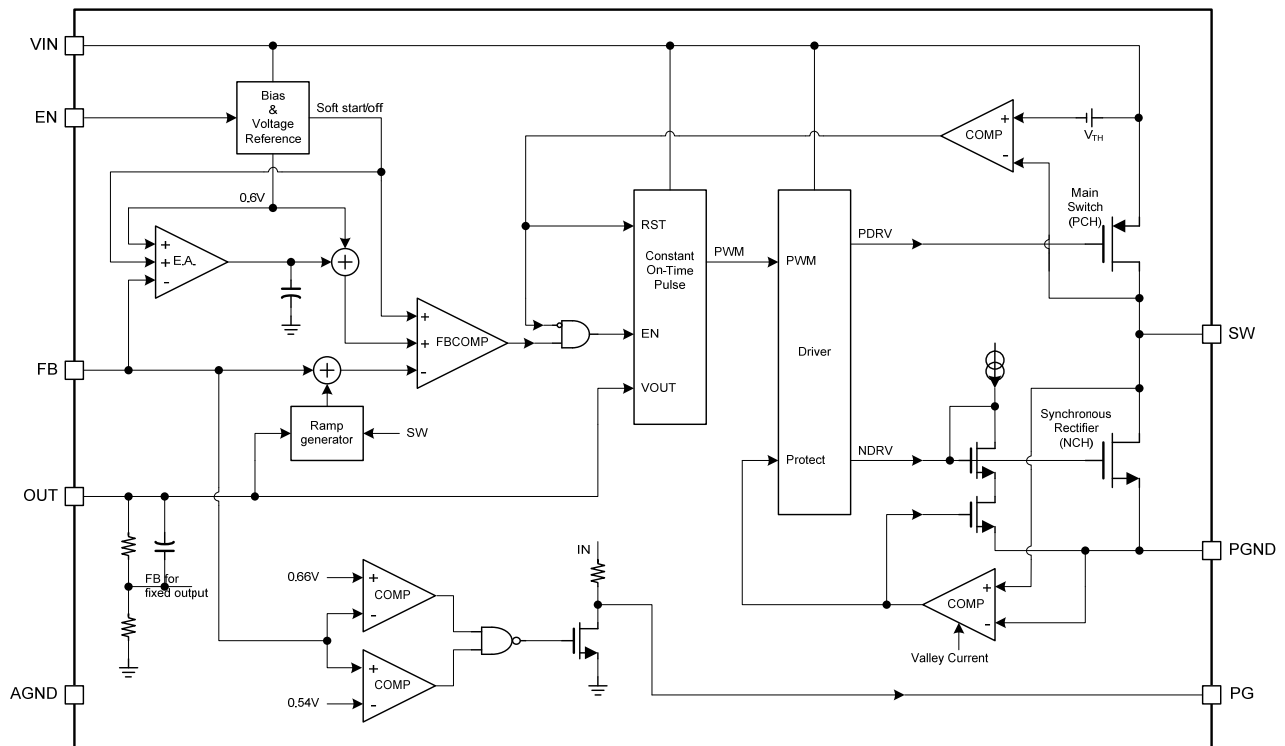 VIN
EN
Bias
&
Voltage
Reference
Soft start/off
+
COMP
-
VTH
Main
Switch
(PCH)
0.6V
+
+
E.A.
-
+
RST
Constant
On-Time
Pulse
PWM
PWM
PDRV
+
+
FBCOMP
-
EN
Driver
SW
FB
+
VOUT
Ramp
generator
SW
Synchronous
Rectifier
(NCH)
Protect
NDRV
OUT
PGND
FB for
fixed output
IN
0.66V
+
COMP
-
+
COMP
-
Valley Current
+
COMP
-
0.54V
AGND
PG